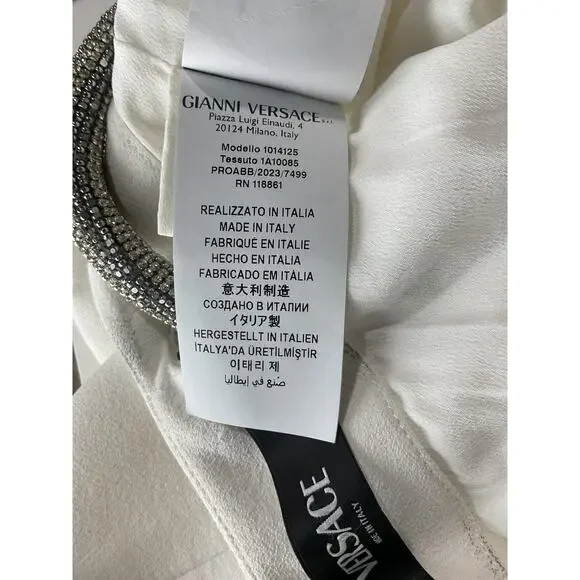 GIANNI VERSACE s.r.l.
Piazza Luigi Einaudi, 4
20124 Milano, Italy
Modello 1014125
Tessuto 1A10085
PROABB/2023/7499
RN 118861
REALIZZATO IN ITALIA
MADE IN ITALY
FABRIQUÉ EN ITALIE
HECHO EN ITALIA
FABRICADO EM ITÁLIA
意大利制造
СОЗДАНО В ИТАЛИИ
イタリア製
HERGESTELLT IN ITALIEN
İTALYA'DA ÜRETİLMİŞTİR
이태리 제
صُنع في إيطاليا
VERSACE
MADE IN ITALY